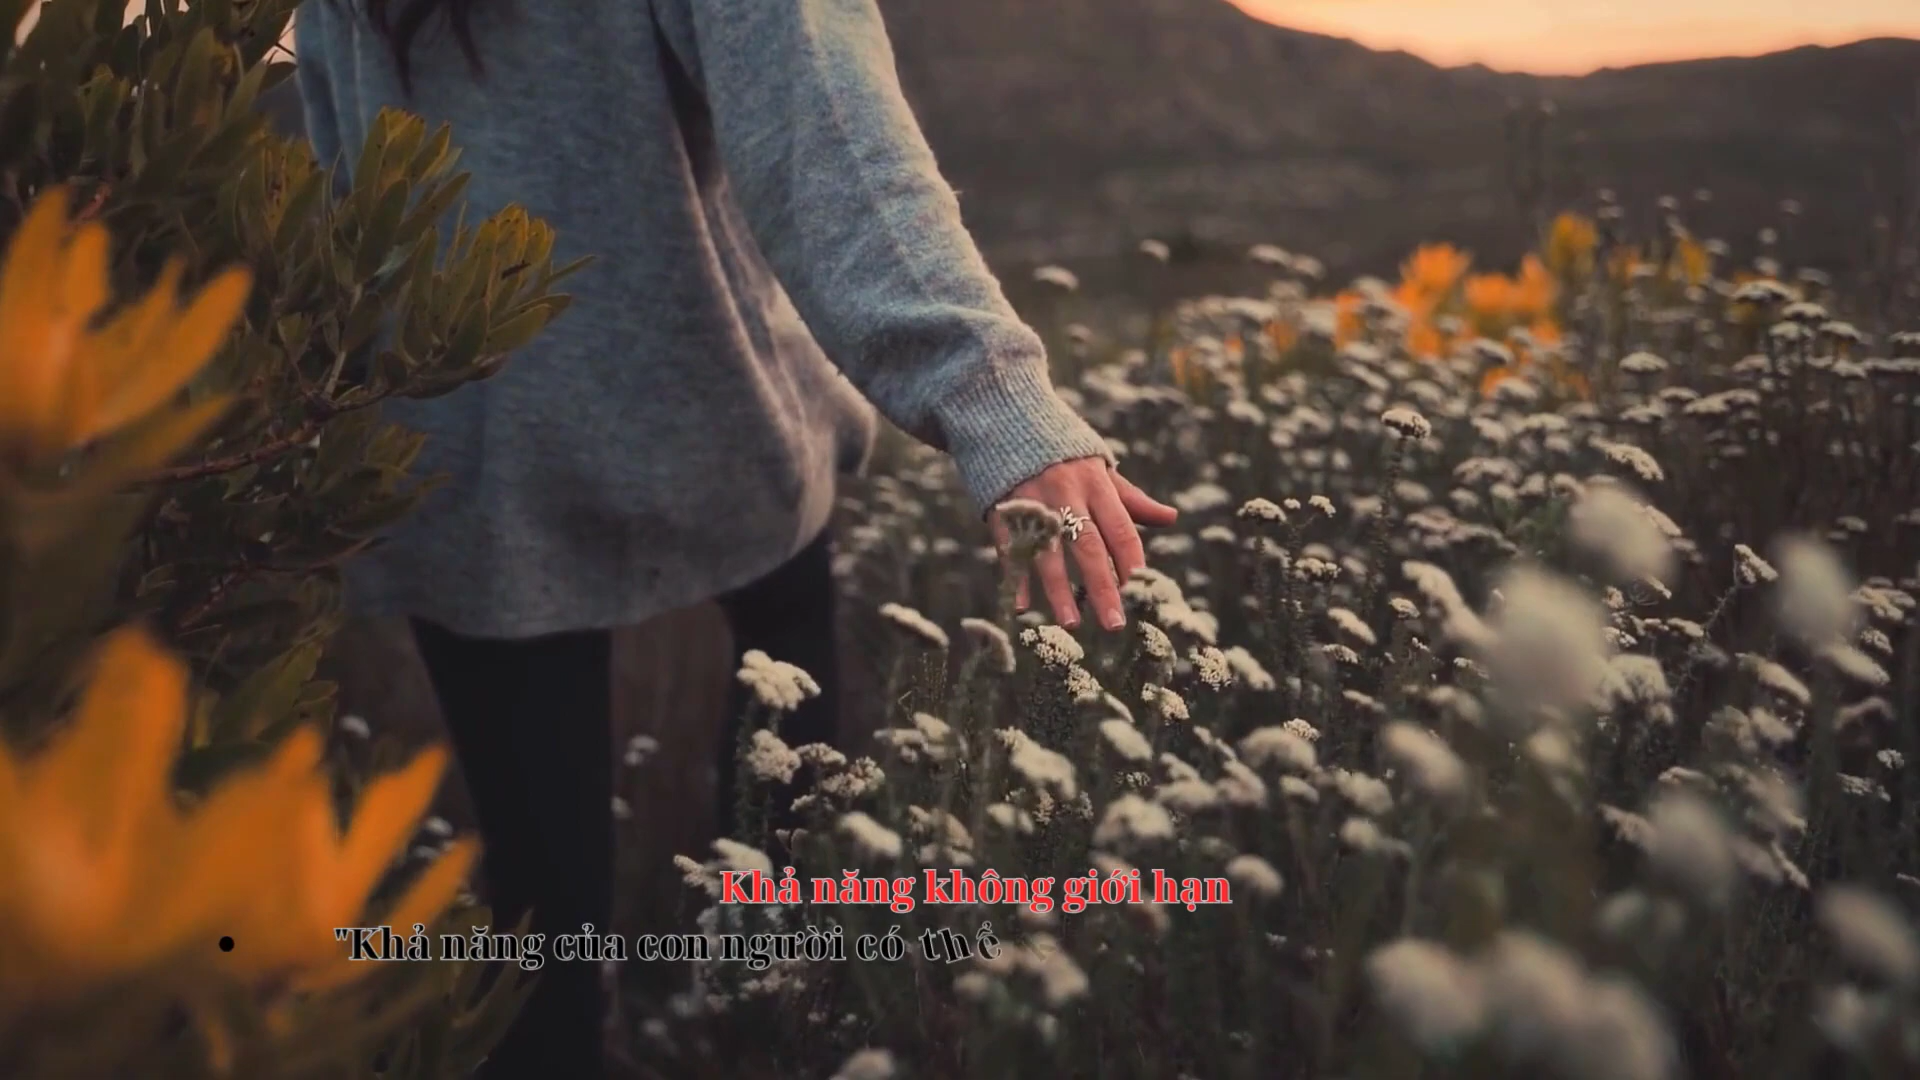 Khả năng không giới hạn
• "Khả năng của con người có thể